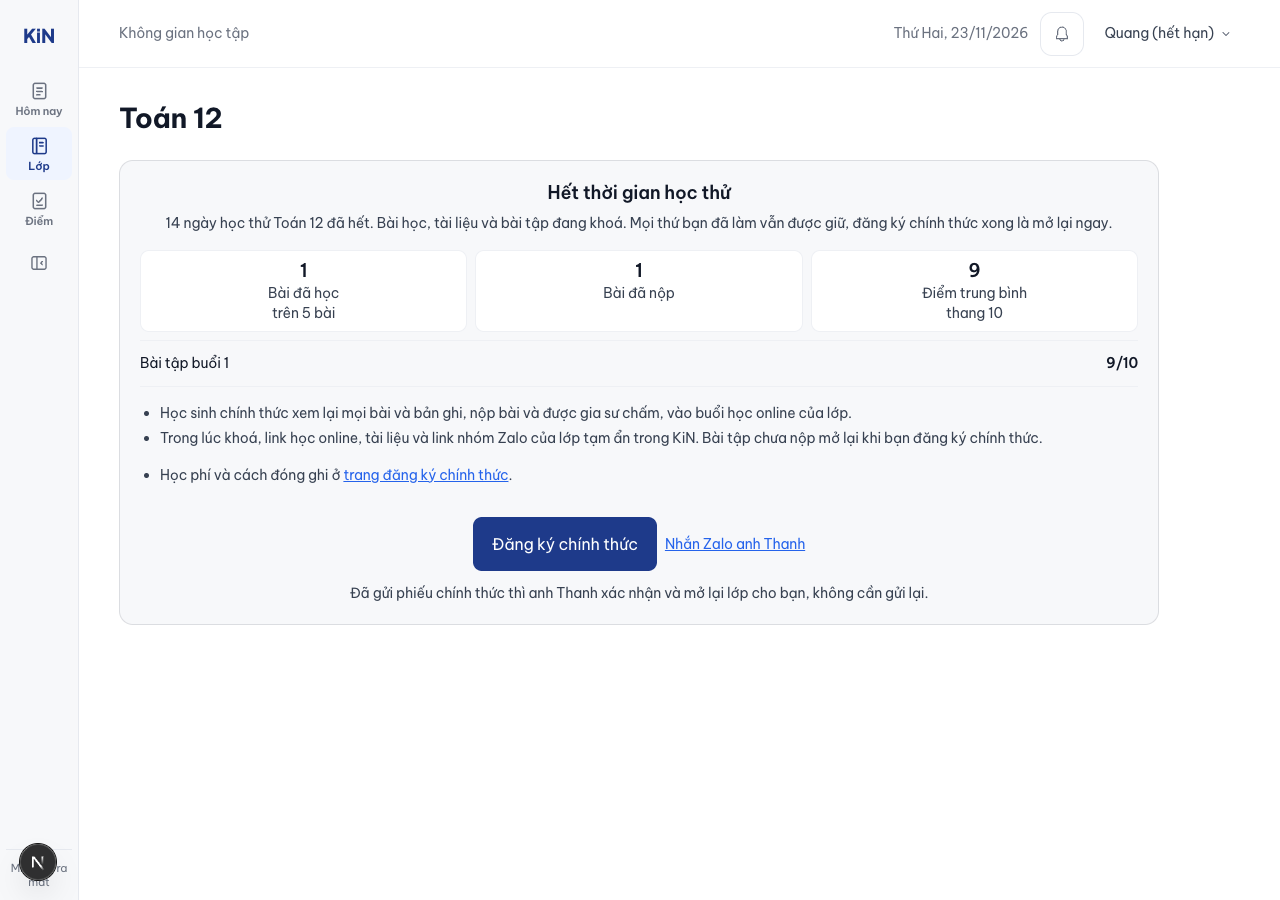 KiN
Không gian học tập
Thứ Hai, 23/11/2026
Quang (hết hạn)
Hôm nay
Lớp
Điểm
Toán 12
Hết thời gian học thử
14 ngày học thử Toán 12 đã hết. Bài học, tài liệu và bài tập đang khoá. Mọi thứ bạn đã làm vẫn được giữ, đăng ký chính thức xong là mở lại ngay.
1
Bài đã học
trên 5 bài
1
Bài đã nộp
9
Điểm trung bình
thang 10
Bài tập buổi 1
9/10
Học sinh chính thức xem lại mọi bài và bản ghi, nộp bài và được gia sư chấm, vào buổi học online của lớp.
Trong lúc khoá, link học online, tài liệu và link nhóm Zalo của lớp tạm ẩn trong KiN. Bài tập chưa nộp mở lại khi bạn đăng ký chính thức.
Học phí và cách đóng ghi ở trang đăng ký chính thức.
Đăng ký chính thức
Nhắn Zalo anh Thanh
Đã gửi phiếu chính thức thì anh Thanh xác nhận và mở lại lớp cho bạn, không cần gửi lại.
N
ra
mắt